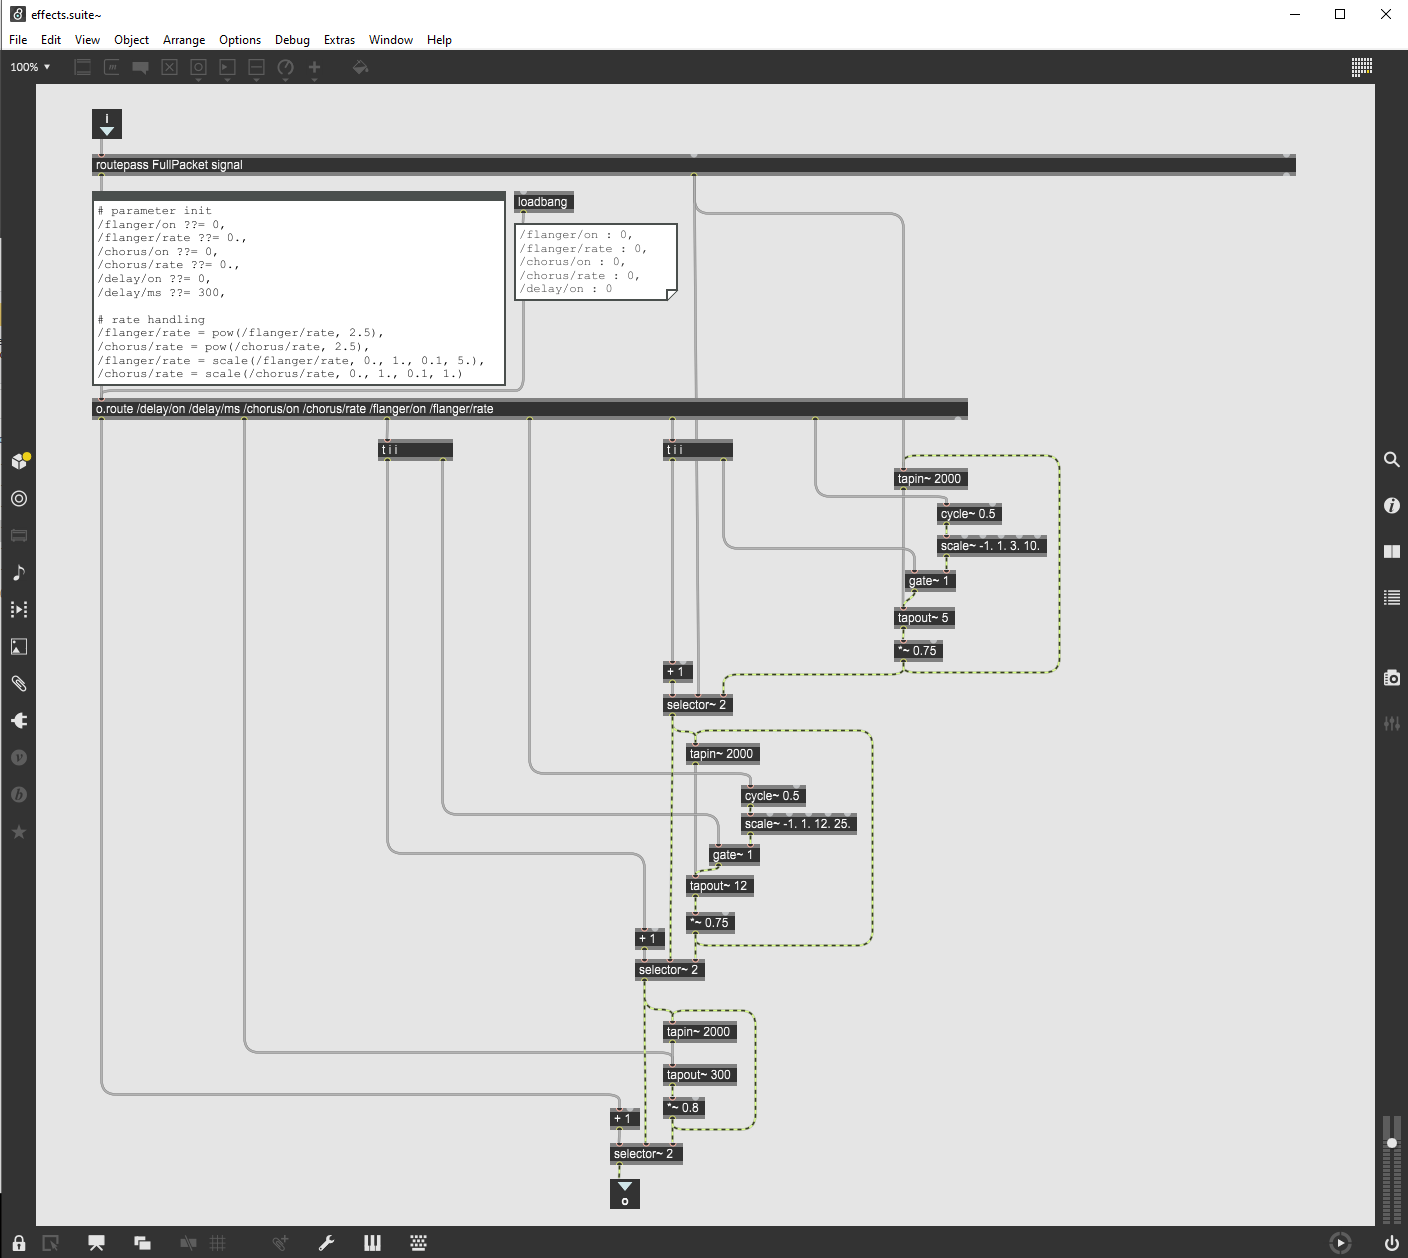 effects.suite~
File Edit View Object Arrange Options Debug Extras Window Help
100%
i
routepass FullPacket signal
# parameter init
/flanger/on ??= 0,
/flanger/rate ??= 0.,
/chorus/on ??= 0,
/chorus/rate ??= 0.,
/delay/on ??= 0,
/delay/ms ??= 300,
# rate handling
/flanger/rate = pow(/flanger/rate, 2.5),
/chorus/rate = pow(/chorus/rate, 2.5),
/flanger/rate = scale(/flanger/rate, 0., 1., 0.1, 5.),
/chorus/rate = scale(/chorus/rate, 0., 1., 0.1, 1.)
loadbang
/flanger/on : 0,
/flanger/rate : 0,
/chorus/on : 0,
/chorus/rate : 0,
/delay/on : 0
o.route /delay/on /delay/ms /chorus/on /chorus/rate /flanger/on /flanger/rate
t i i
t i i
tapin~ 2000
cycle~ 0.5
scale~ -1. 1. 3. 10.
gate~ 1
tapout~ 5
*~ 0.75
+ 1
selector~ 2
tapin~ 2000
cycle~ 0.5
scale~ -1. 1. 12. 25.
gate~ 1
tapout~ 12
*~ 0.75
+ 1
selector~ 2
tapin~ 2000
tapout~ 300
*~ 0.8
+ 1
selector~ 2
o